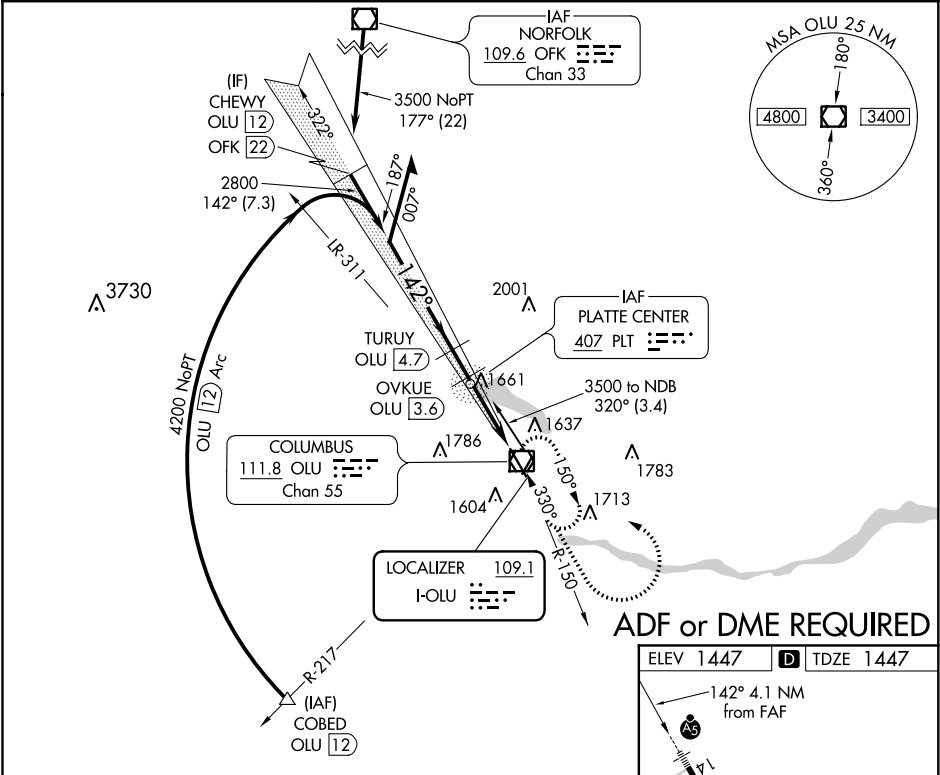 IAF
NORFOLK
109.6 OFK
Chan 33
MSA OLU 25 NM
180°
4800
3400
360°
(IF)
CHEWY
OLU 12
OFK 22
322°
3500 NoPT
177° (22)
2800
142° (7.3)
187°
007°
LR-311
142°
3730
2001
IAF
PLATTE CENTER
407 PLT
TURUY
OLU 4.7
OVKUE
OLU 3.6
1661
3500 to NDB
320° (3.4)
4200 NoPT
OLU 12 Arc
1637
1786
1783
COLUMBUS
111.8 OLU
Chan 55
150°
1604
330°
1713
R-150
LOCALIZER 109.1
I-OLU
ADF or DME REQUIRED
R-217
(IAF)
COBED
OLU 12
ELEV 1447 D TDZE 1447
142° 4.1 NM
from FAF
A5
14